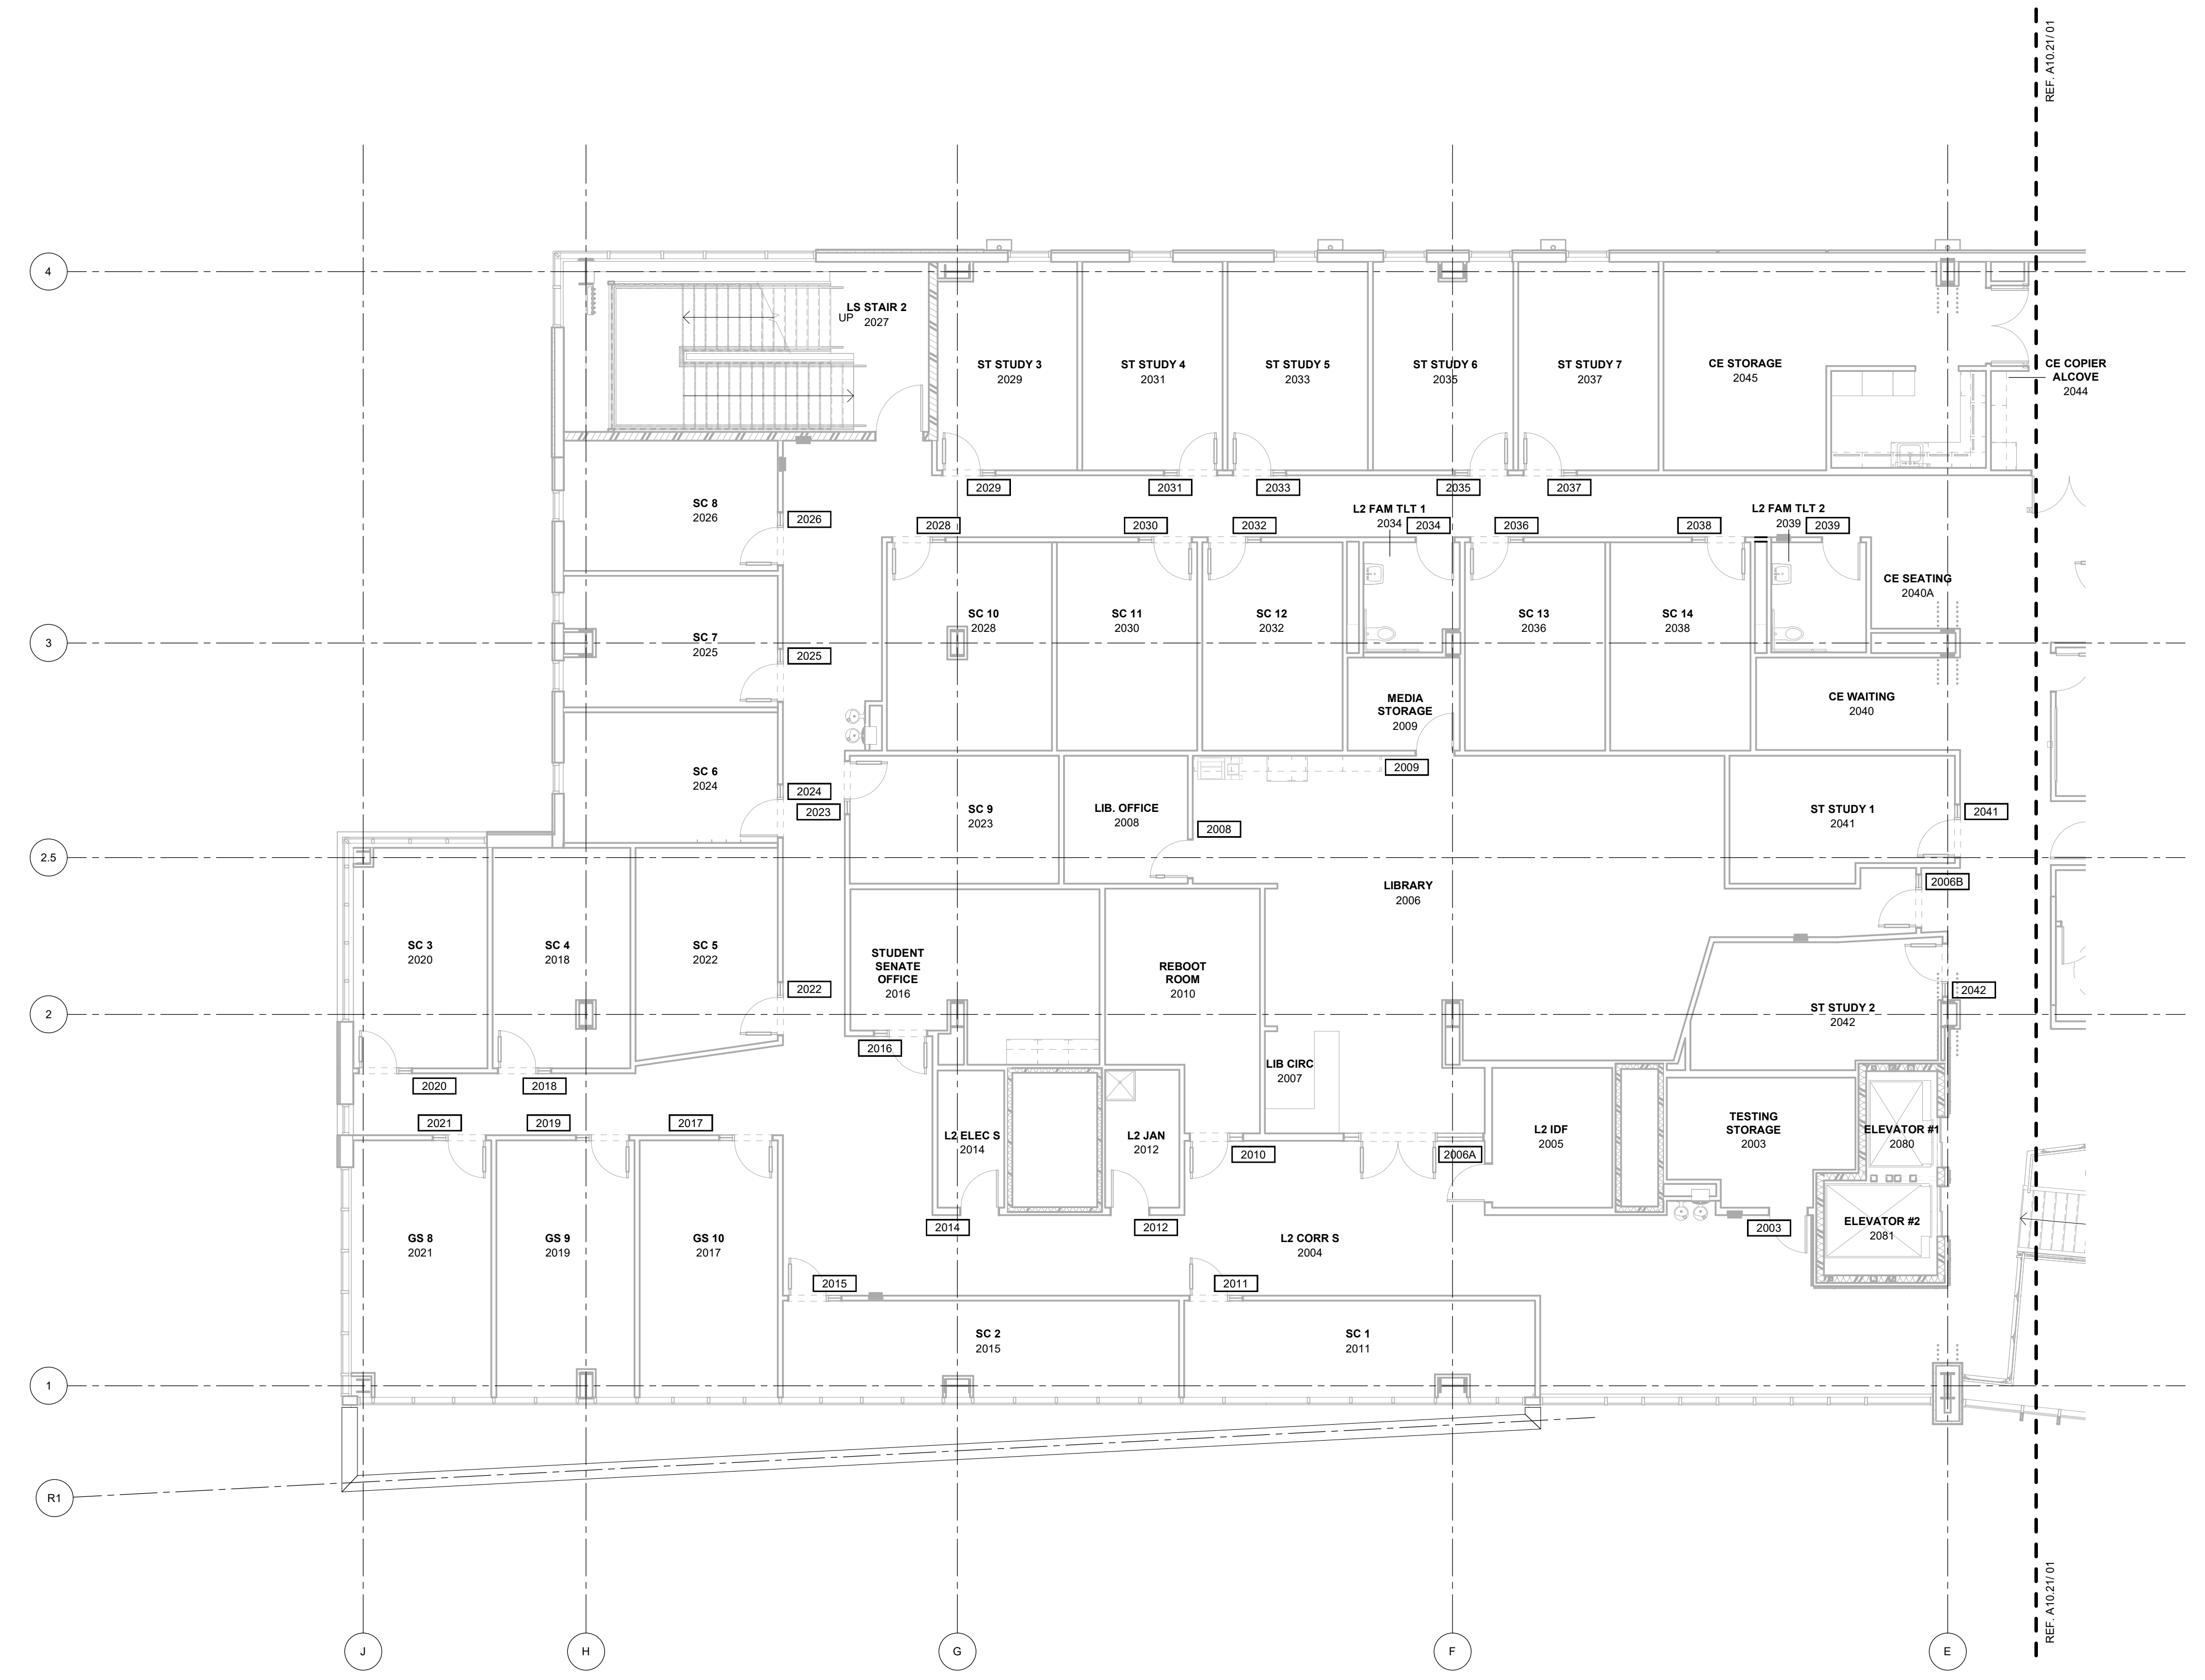 REF. A10.21/ 01
4
LS STAIR 2
UP
2027
ST STUDY 3
2029
ST STUDY 4
2031
ST STUDY 5
2033
ST STUDY 6
2035
ST STUDY 7
2037
CE STORAGE
2045
CE COPIER
ALCOVE
2044
2029
2031
2033
2035
2037
SC 8
2026
2026
2028
2030
2032
L2 FAM TLT 1
2034
2034
2036
2038
L2 FAM TLT 2
2039
2039
CE SEATING
2040A
3
SC 7
2025
2025
SC 10
2028
SC 11
2030
SC 12
2032
SC 13
2036
SC 14
2038
MEDIA
STORAGE
2009
CE WAITING
2040
SC 6
2024
2024
2023
2009
SC 9
2023
LIB. OFFICE
2008
2008
ST STUDY 1
2041
2041
2.5
LIBRARY
2006
2006B
SC 3
2020
SC 4
2018
SC 5
2022
2022
STUDENT
SENATE
OFFICE
2016
REBOOT
ROOM
2010
2042
2
ST STUDY 2
2042
2016
LIB CIRC
2007
2020
2018
2021
2019
2017
L2 ELEC S
2014
L2 JAN
2012
2010
2006A
L2 IDF
2005
TESTING
STORAGE
2003
ELEVATOR #1
2080
2014
2012
2003
ELEVATOR #2
2081
GS 8
2021
GS 9
2019
GS 10
2017
L2 CORR S
2004
2015
2011
SC 2
2015
SC 1
2011
1
R1
REF. A10.21/ 01
J
H
G
F
E